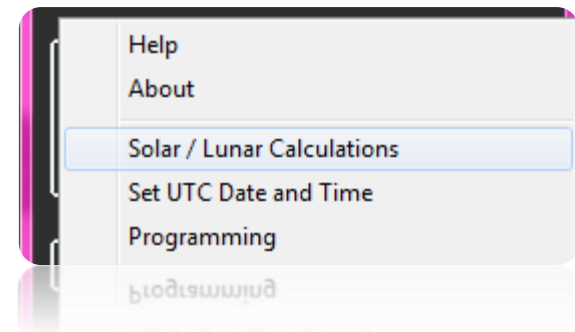 Help
About
Solar / Lunar Calculations
Set UTC Date and Time
Programming